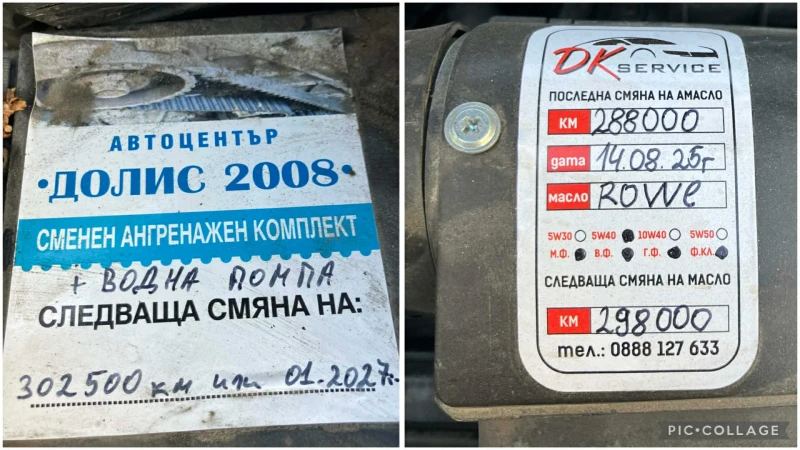 АВТОЦЕНТЪР
·ДОЛИС 2008·
СМЕНЕН АНГРЕНАЖЕН КОМПЛЕКТ
+ ВОДНА ПОМПА
СЛЕДВАЩА СМЯНА НА:
302500 км или 01.2027г.
DK SERVICE
ПОСЛЕДНА СМЯНА НА АМАСЛО
КМ 288000
gama 14.08.25г
масло ROWE
5W30 5W40 10W40 5W50
М.Ф. В.Ф. Г.Ф. Ф.КЛ.
СЛЕДВАЩА СМЯНА НА МАСЛО
КМ 298000
тел.: 0888 127 633
PIC•COLLAGE